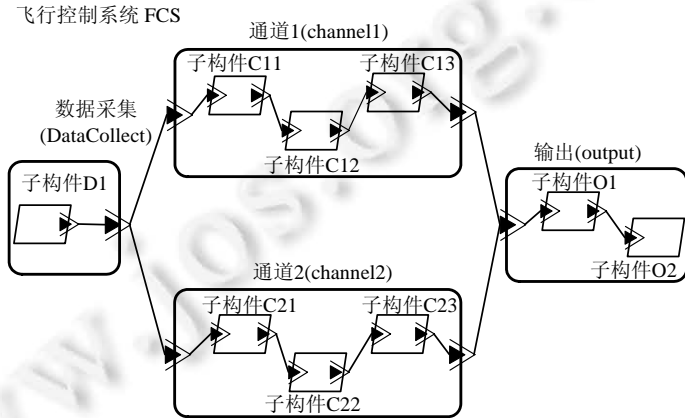 飞行控制系统 FCS
通道1(channel1)
子构件C11
子构件C13
子构件C12
数据采集
(DataCollect)
子构件D1
输出(output)
子构件O1
子构件O2
通道2(channel2)
子构件C21
子构件C23
子构件C22